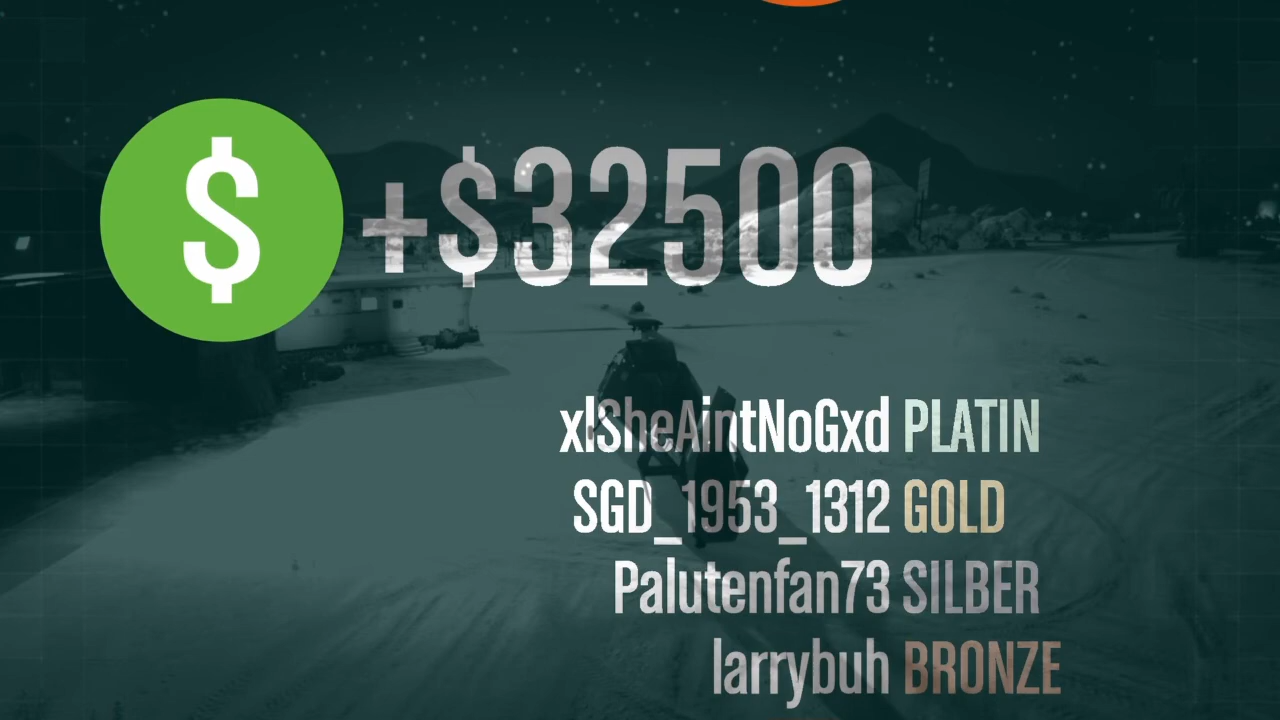 $ +$32500
xlSheAintNoGxd PLATIN
SGD_1953_1312 GOLD
Palutenfan73 SILBER
larrybuh BRONZE